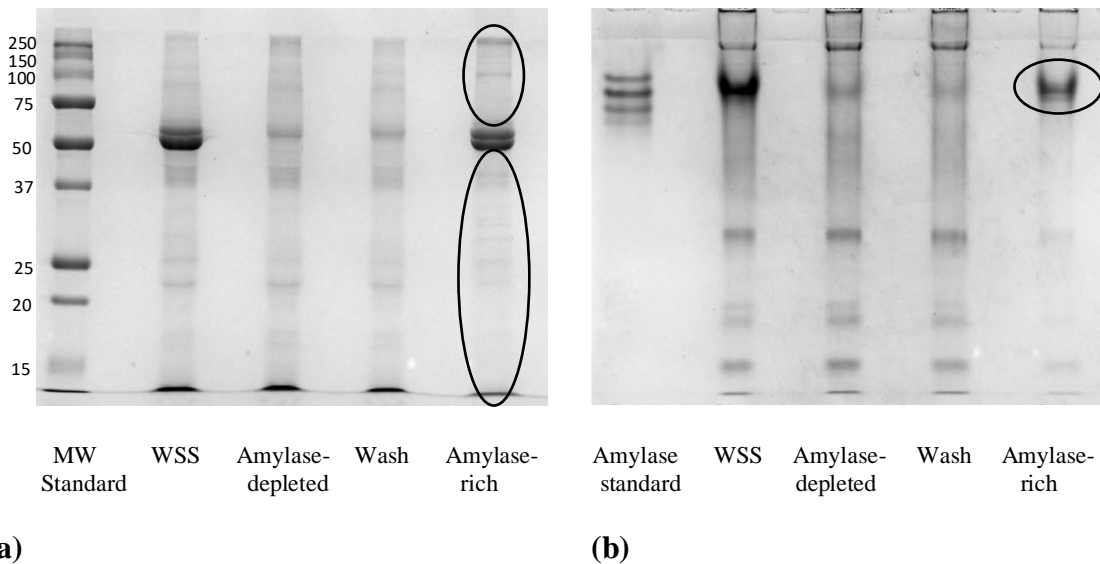 250
150
100
75
50
37
25
20
15
MW
Standard
WSS
Amylase-
depleted
Wash
Amylase-
rich
Amylase
standard
WSS
Amylase-
depleted
Wash
Amylase-
rich
a)
(b)